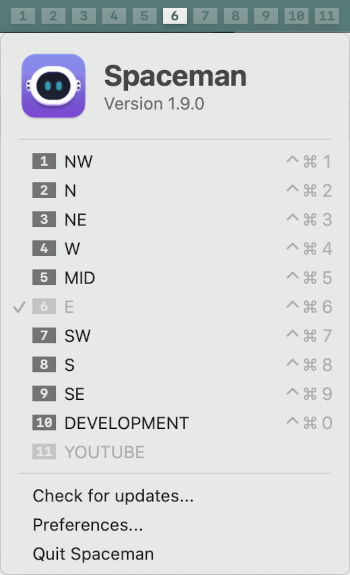 1 2 3 4 5 6 7 8 9 10 11
Spaceman
Version 1.9.0
1 NW ^⌘ 1
2 N ^⌘ 2
3 NE ^⌘ 3
4 W ^⌘ 4
5 MID ^⌘ 5
✓ 6 E ^⌘ 6
7 SW ^⌘ 7
8 S ^⌘ 8
9 SE ^⌘ 9
10 DEVELOPMENT ^⌘ 0
11 YOUTUBE
Check for updates...
Preferences...
Quit Spaceman